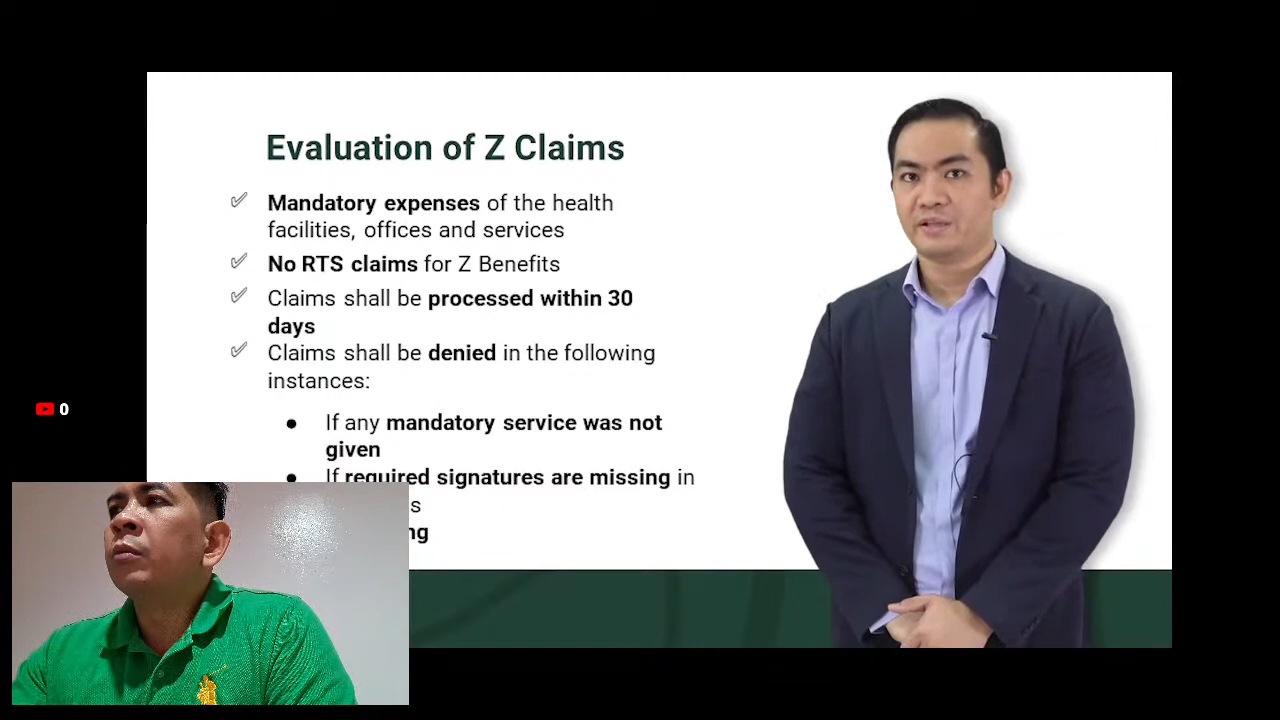 Evaluation of Z Claims
Mandatory expenses of the health
facilities, offices and services
No RTS claims for Z Benefits
Claims shall be processed within 30
days
Claims shall be denied in the following
instances:
If any mandatory service was not
given
If required signatures are missing in
0